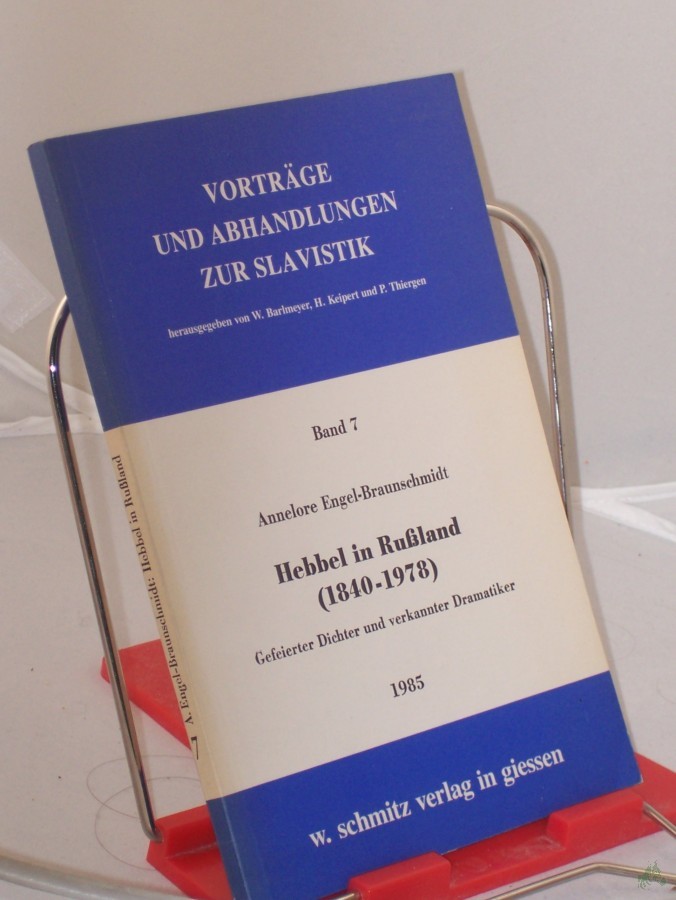 VORTRÄGE
UND ABHANDLUNGEN
ZUR SLAVISTIK
herausgegeben von W. Barlmeyer, H. Keipert und P. Thiergen
Band 7
Annelore Engel-Braunschmidt
Hebbel in Rußland
(1840-1978)
Gefeierter Dichter und verkannter Dramatiker
1985
w. schmitz verlag in giessen
7 A. Engel-Braunschmidt: Hebbel in Rußland